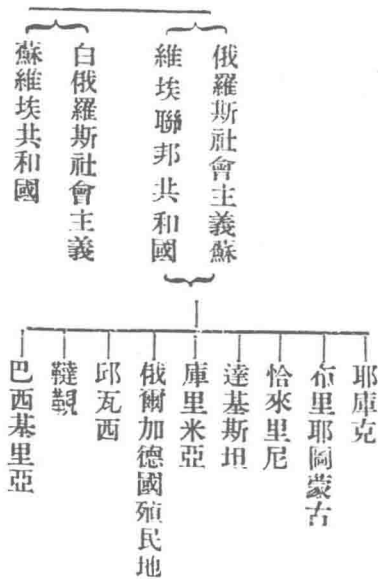 俄羅斯社會主義蘇
維埃聯邦共和國
白俄羅斯社會主義
蘇維埃共和國
耶庫克
布里耶圖蒙古
恰來里尼
達基斯坦
庫里米亞
俄爾加德國殖民地
邱瓦西
韃靼
巴西基里亞